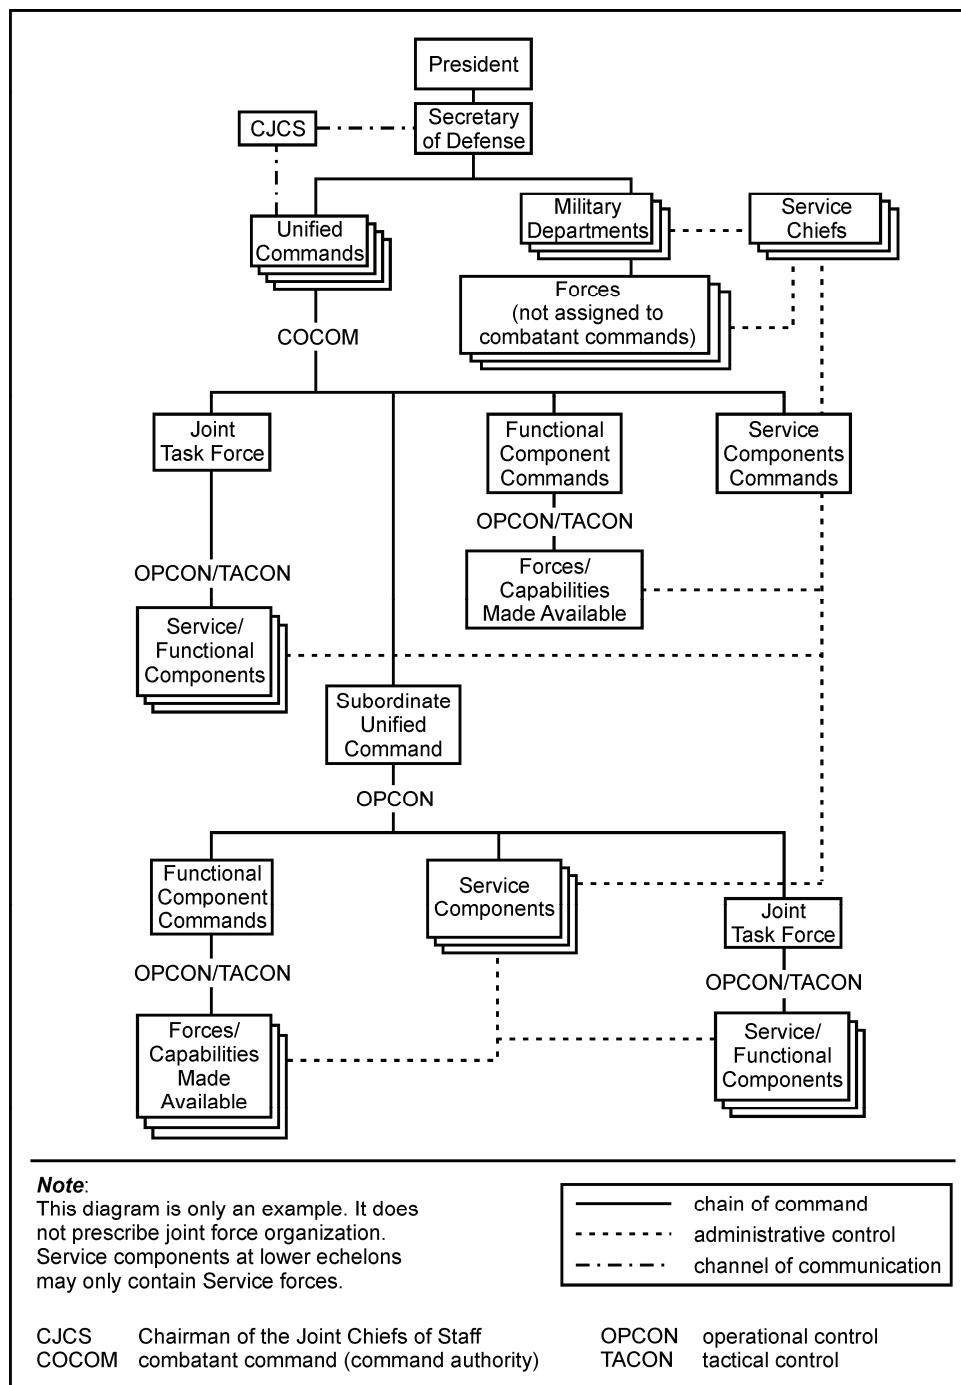 President
CJCS
Secretary
of Defense
Unified
Commands
Military
Departments
Service
Chiefs
Forces
(not assigned to
combatant commands)
COCOM
Joint
Task Force
Functional
Component
Commands
Service
Components
Commands
OPCON/TACON
Forces/
Capabilities
Made Available
OPCON/TACON
Service/
Functional
Components
Subordinate
Unified
Command
OPCON
Functional
Component
Commands
Service
Components
Joint
Task Force
OPCON/TACON
OPCON/TACON
Forces/
Capabilities
Made
Available
Service/
Functional
Components
Note:
This diagram is only an example. It does
not prescribe joint force organization.
Service components at lower echelons
may only contain Service forces.
chain of command
administrative control
channel of communication
CJCS Chairman of the Joint Chiefs of Staff
COCOM combatant command (command authority)
OPCON operational control
TACON tactical control